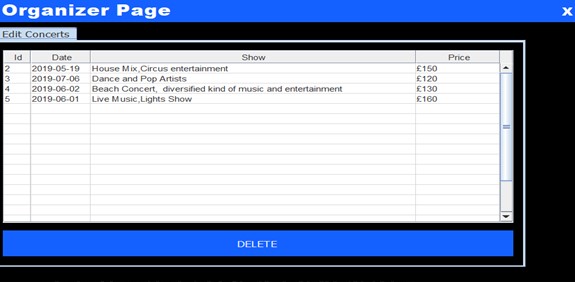 Organizer Page X
Edit Concerts
Id Date Show Price
2 2019-05-19 House Mix,Circus entertainment £150
3 2019-07-06 Dance and Pop Artists £120
4 2019-06-02 Beach Concert, diversified kind of music and entertainment £130
5 2019-06-01 Live Music,Lights Show £160
DELETE